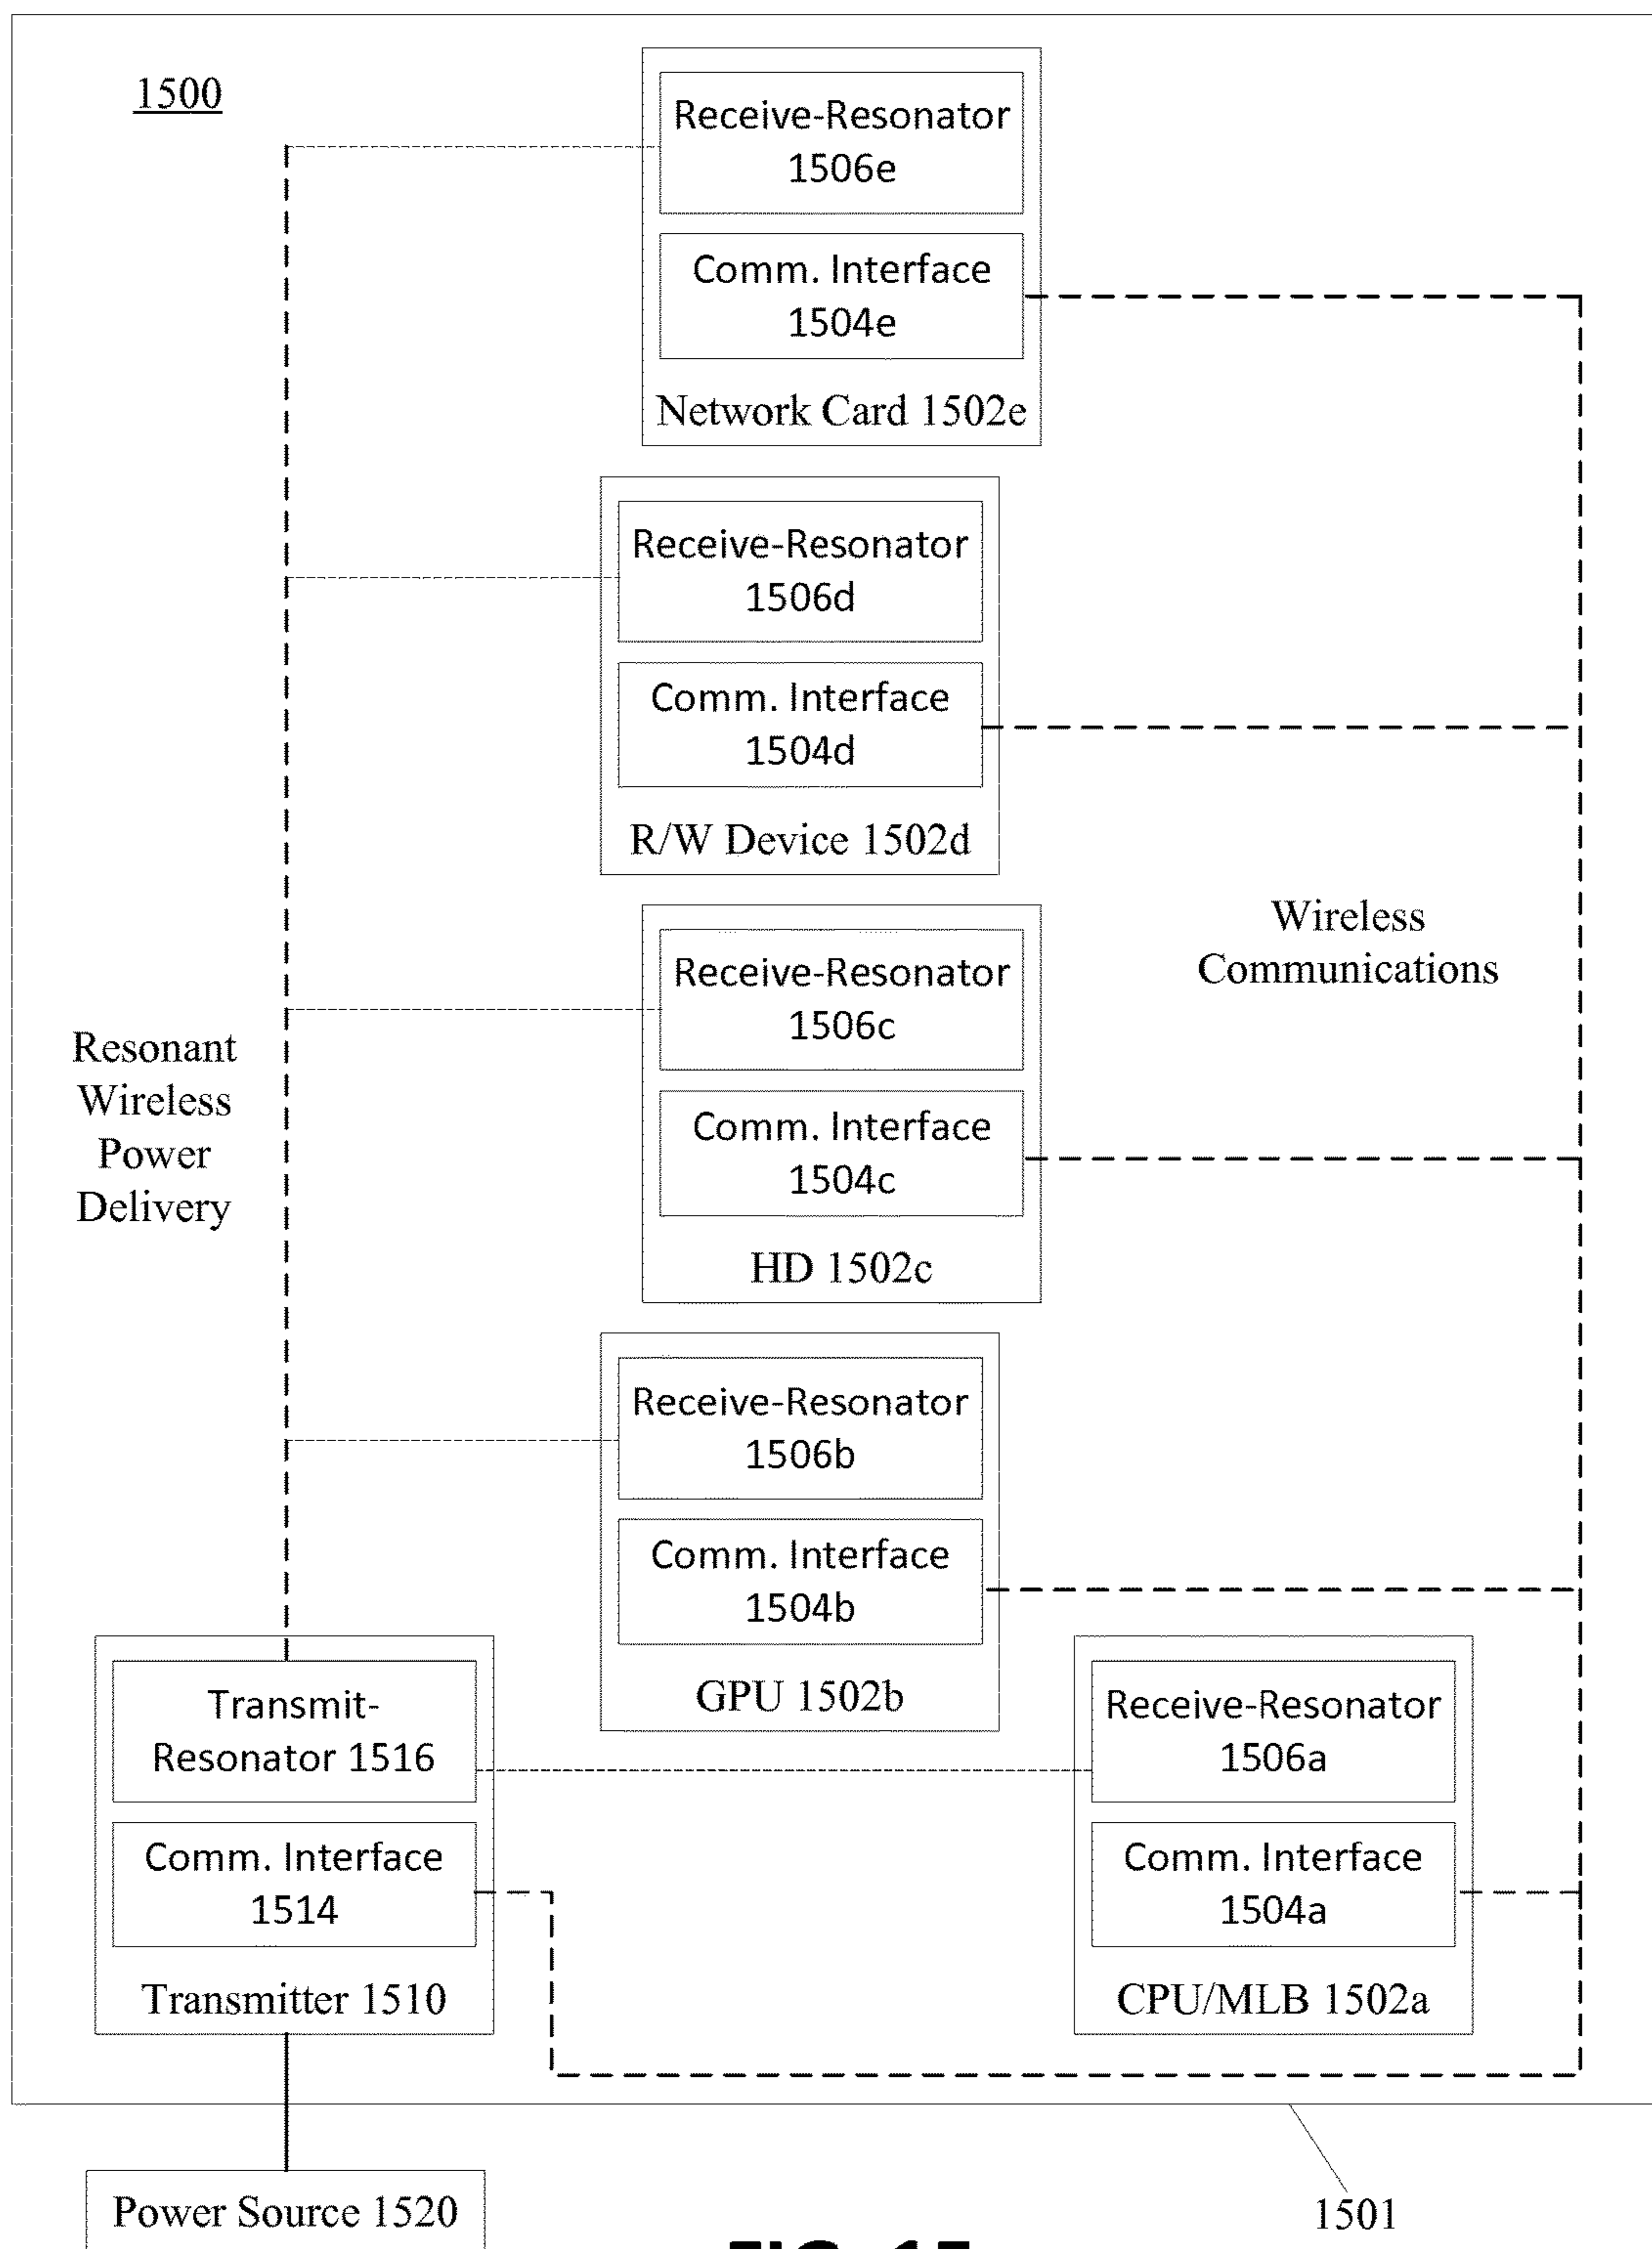 1500
Receive-Resonator
1506e
Comm. Interface
1504e
Network Card 1502e
Receive-Resonator
1506d
Comm. Interface
1504d
R/W Device 1502d
Wireless
Communications
Receive-Resonator
1506c
Comm. Interface
1504c
HD 1502c
Resonant
Wireless
Power
Delivery
Receive-Resonator
1506b
Comm. Interface
1504b
GPU 1502b
Transmit-
Resonator 1516
Comm. Interface
1514
Transmitter 1510
Receive-Resonator
1506a
Comm. Interface
1504a
CPU/MLB 1502a
Power Source 1520
1501